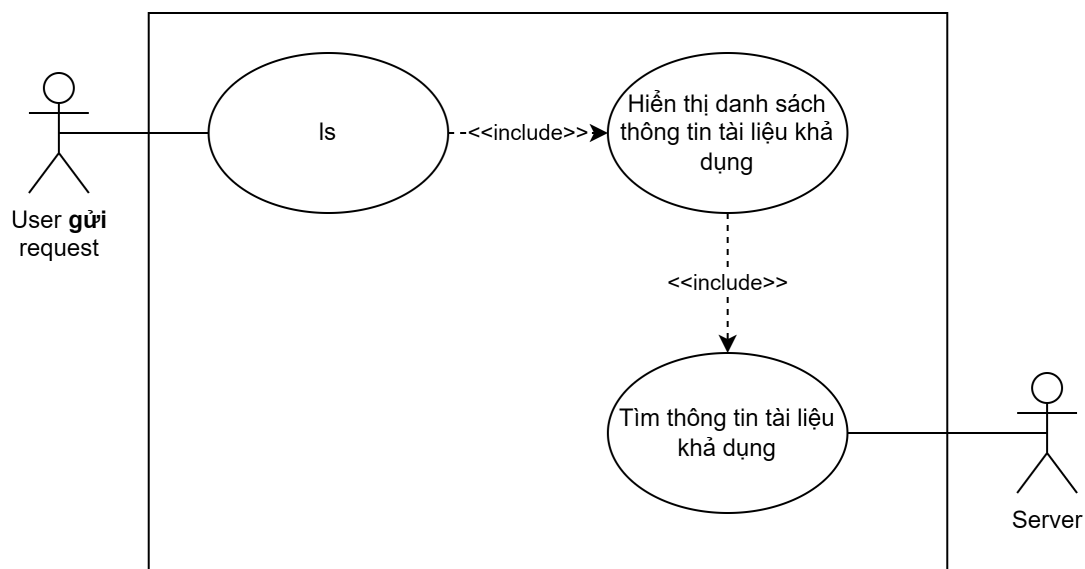 ls
<<include>>
Hiển thị danh sách
thông tin tài liệu khả
dụng
User gửi
request
<<include>>
Tìm thông tin tài liệu
khả dụng
Server